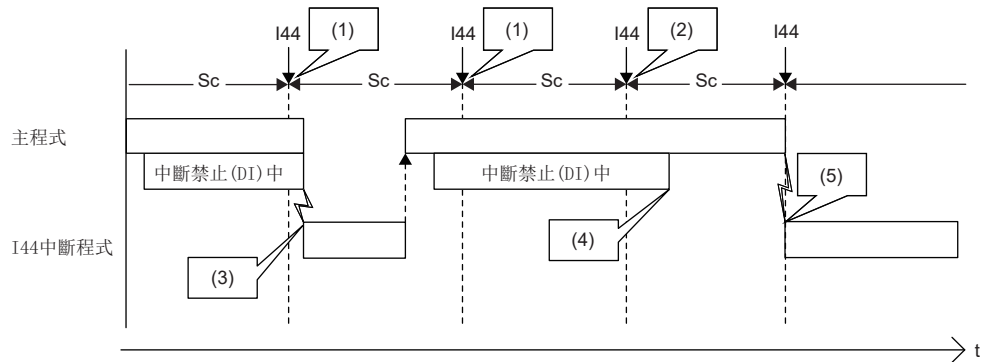 I44 (1) I44 (1) I44 (2) I44
Sc Sc Sc Sc
主程式
中斷禁止(DI)中 中斷禁止(DI)中
(5)
I44中斷程式
(3) (4)
t